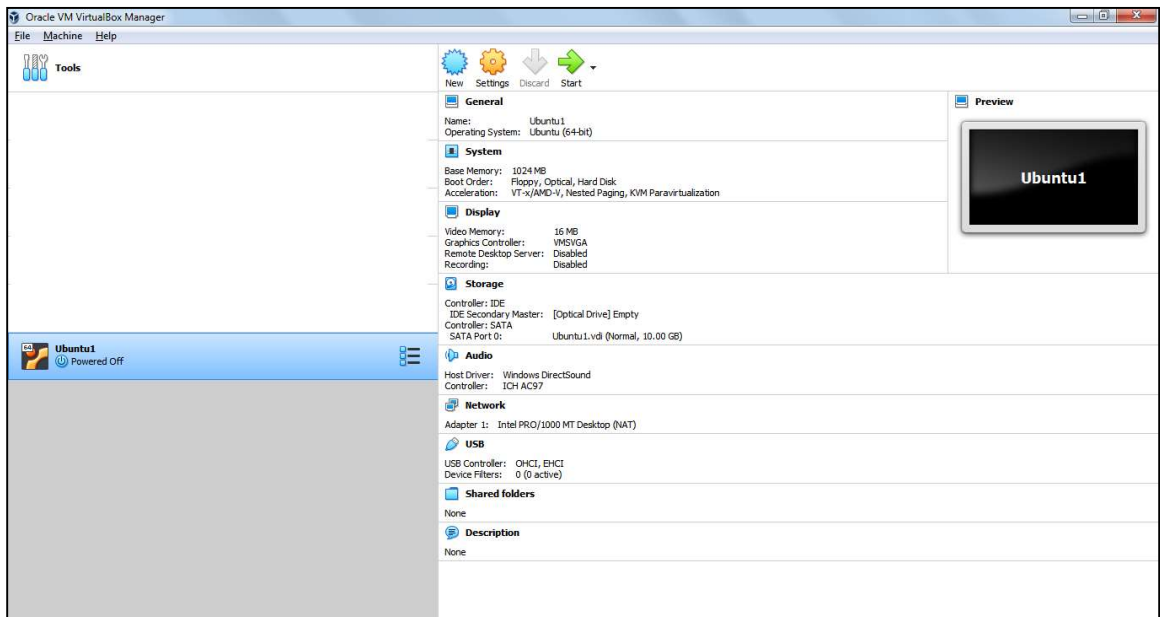 Oracle VM VirtualBox Manager
File Machine Help
Tools
New Settings Discard Start
General
Name: Ubuntu1
Operating System: Ubuntu (64-bit)
Preview
Ubuntu1
System
Base Memory: 1024 MB
Boot Order: Floppy, Optical, Hard Disk
Acceleration: VT-x/AMD-V, Nested Paging, KVM Paravirtualization
Display
Video Memory: 16 MB
Graphics Controller: VMSVGA
Remote Desktop Server: Disabled
Recording: Disabled
Storage
Controller: IDE
IDE Secondary Master: [Optical Drive] Empty
Controller: SATA
SATA Port 0: Ubuntu1.vdi (Normal, 10.00 GB)
64
Ubuntu1
Powered Off
Audio
Host Driver: Windows DirectSound
Controller: ICH AC97
Network
Adapter 1: Intel PRO/1000 MT Desktop (NAT)
USB
USB Controller: OHCI, EHCI
Device Filters: 0 (0 active)
Shared folders
None
Description
None